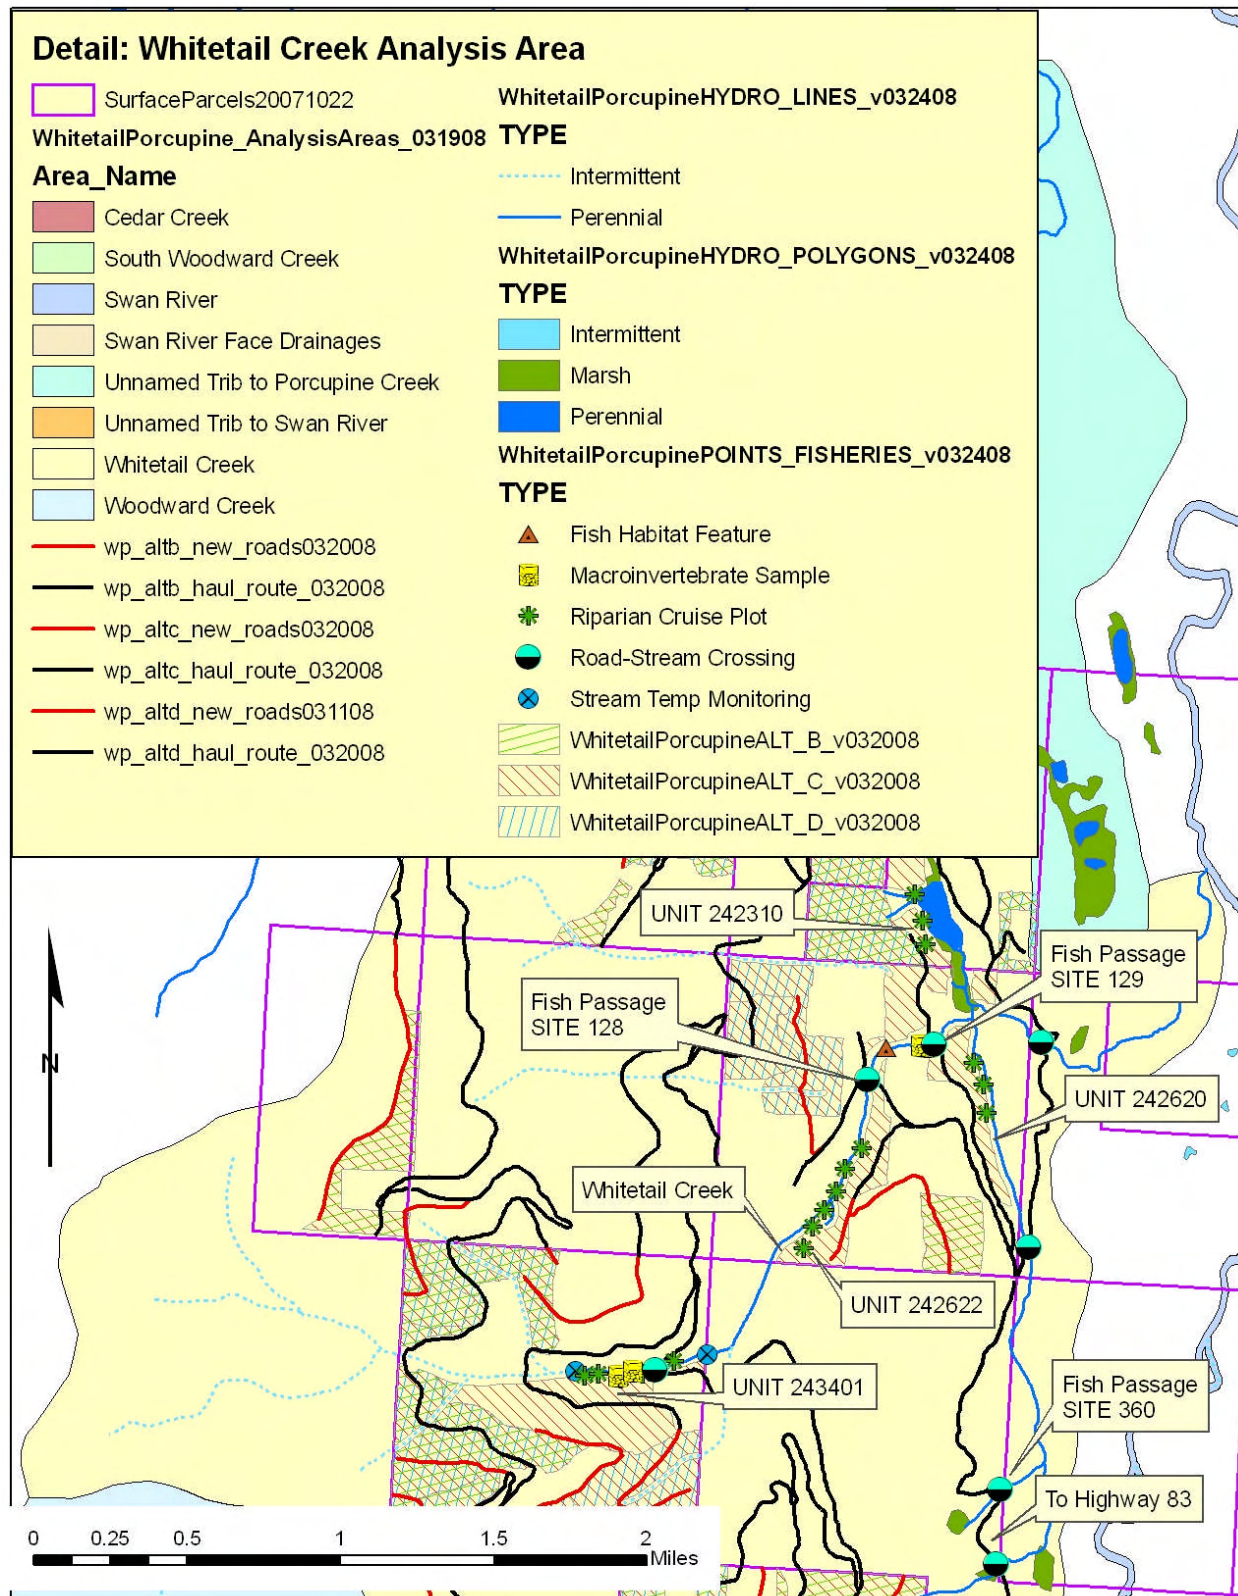 Detail: Whitetail Creek Analysis Area
SurfaceParcels20071022
WhitetailPorcupine_AnalysisAreas_031908
Area_Name
Cedar Creek
South Woodward Creek
Swan River
Swan River Face Drainages
Unnamed Trib to Porcupine Creek
Unnamed Trib to Swan River
Whitetail Creek
Woodward Creek
wp_altb_new_roads032008
wp_altb_haul_route_032008
wp_altc_new_roads032008
wp_altc_haul_route_032008
wp_altd_new_roads031108
wp_altd_haul_route_032008
WhitetailPorcupineHYDRO_LINES_v032408
TYPE
Intermittent
Perennial
WhitetailPorcupineHYDRO_POLYGONS_v032408
TYPE
Intermittent
Marsh
Perennial
WhitetailPorcupinePOINTS_FISHERIES_v032408
TYPE
Fish Habitat Feature
Macroinvertebrate Sample
Riparian Cruise Plot
Road-Stream Crossing
Stream Temp Monitoring
WhitetailPorcupineALT_B_v032008
WhitetailPorcupineALT_C_v032008
WhitetailPorcupineALT_D_v032008
UNIT 242310
Fish Passage
SITE 129
Fish Passage
SITE 128
N
UNIT 242620
Whitetail Creek
UNIT 242622
UNIT 243401
Fish Passage
SITE 360
To Highway 83
0 0.25 0.5 1 1.5 2
Miles